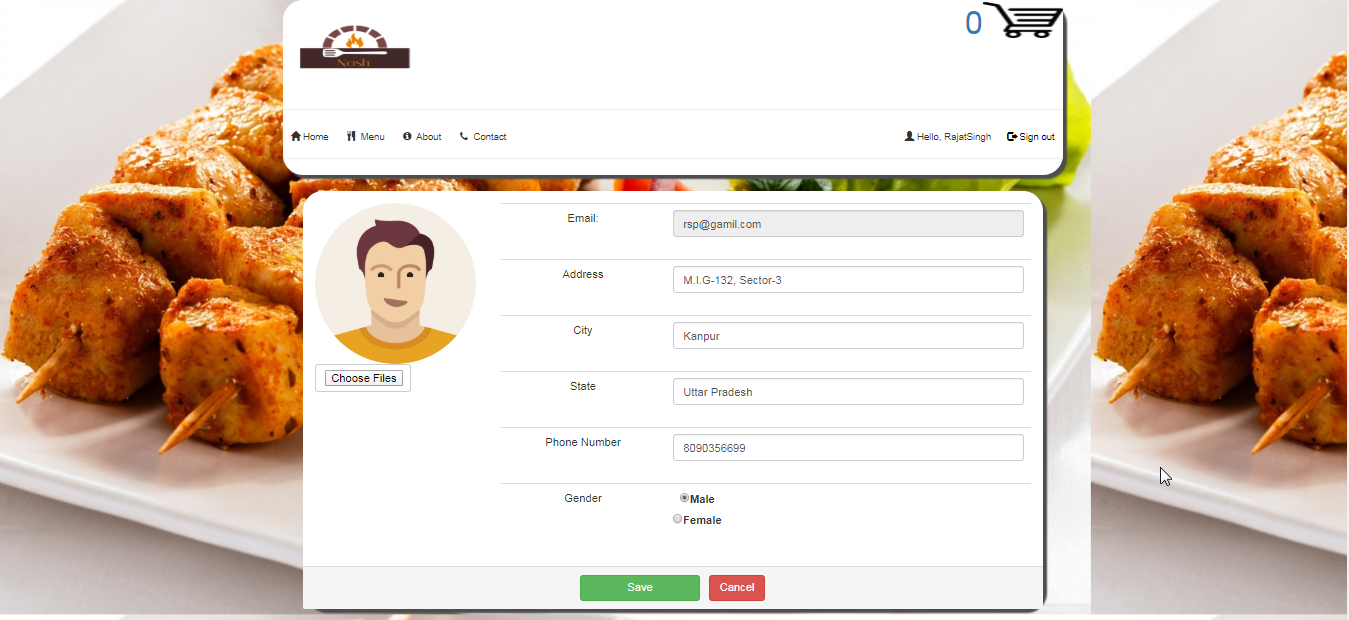 0
Nosh
Home Menu About Contact Hello, RajatSingh Sign out
Email: rsp@gamil.com
Address M.I.G-132, Sector-3
City Kanpur
State Uttar Pradesh
Choose Files
Phone Number 8090356699
Gender Male
Female
Save Cancel